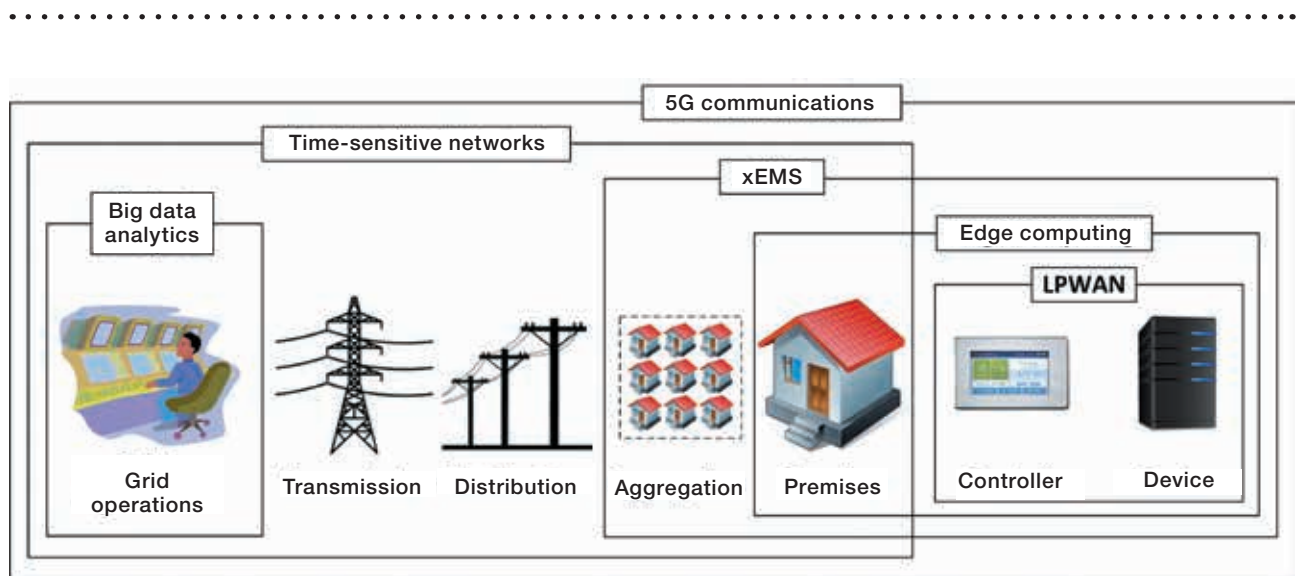 5G communications
Time-sensitive networks
xEMS
Big data
analytics
Edge computing
LPWAN
Grid
operations
Transmission
Distribution
Aggregation
Premises
Controller
Device